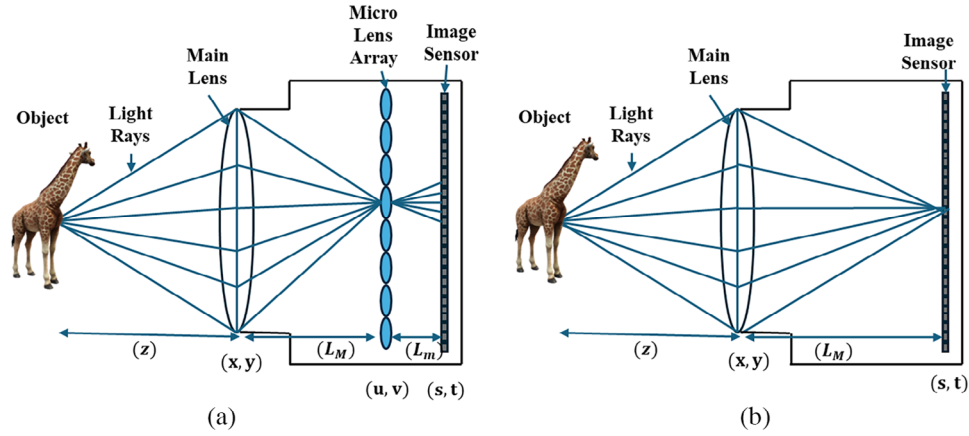 Micro
Lens
Array
Image
Sensor
Main
Lens
Object
Light
Rays
(z)
(L_M)
(L_m)
(x, y)
(u, v)
(s, t)
(a)
Image
Sensor
Main
Lens
Object
Light
Rays
(z)
(L_M)
(x, y)
(s, t)
(b)